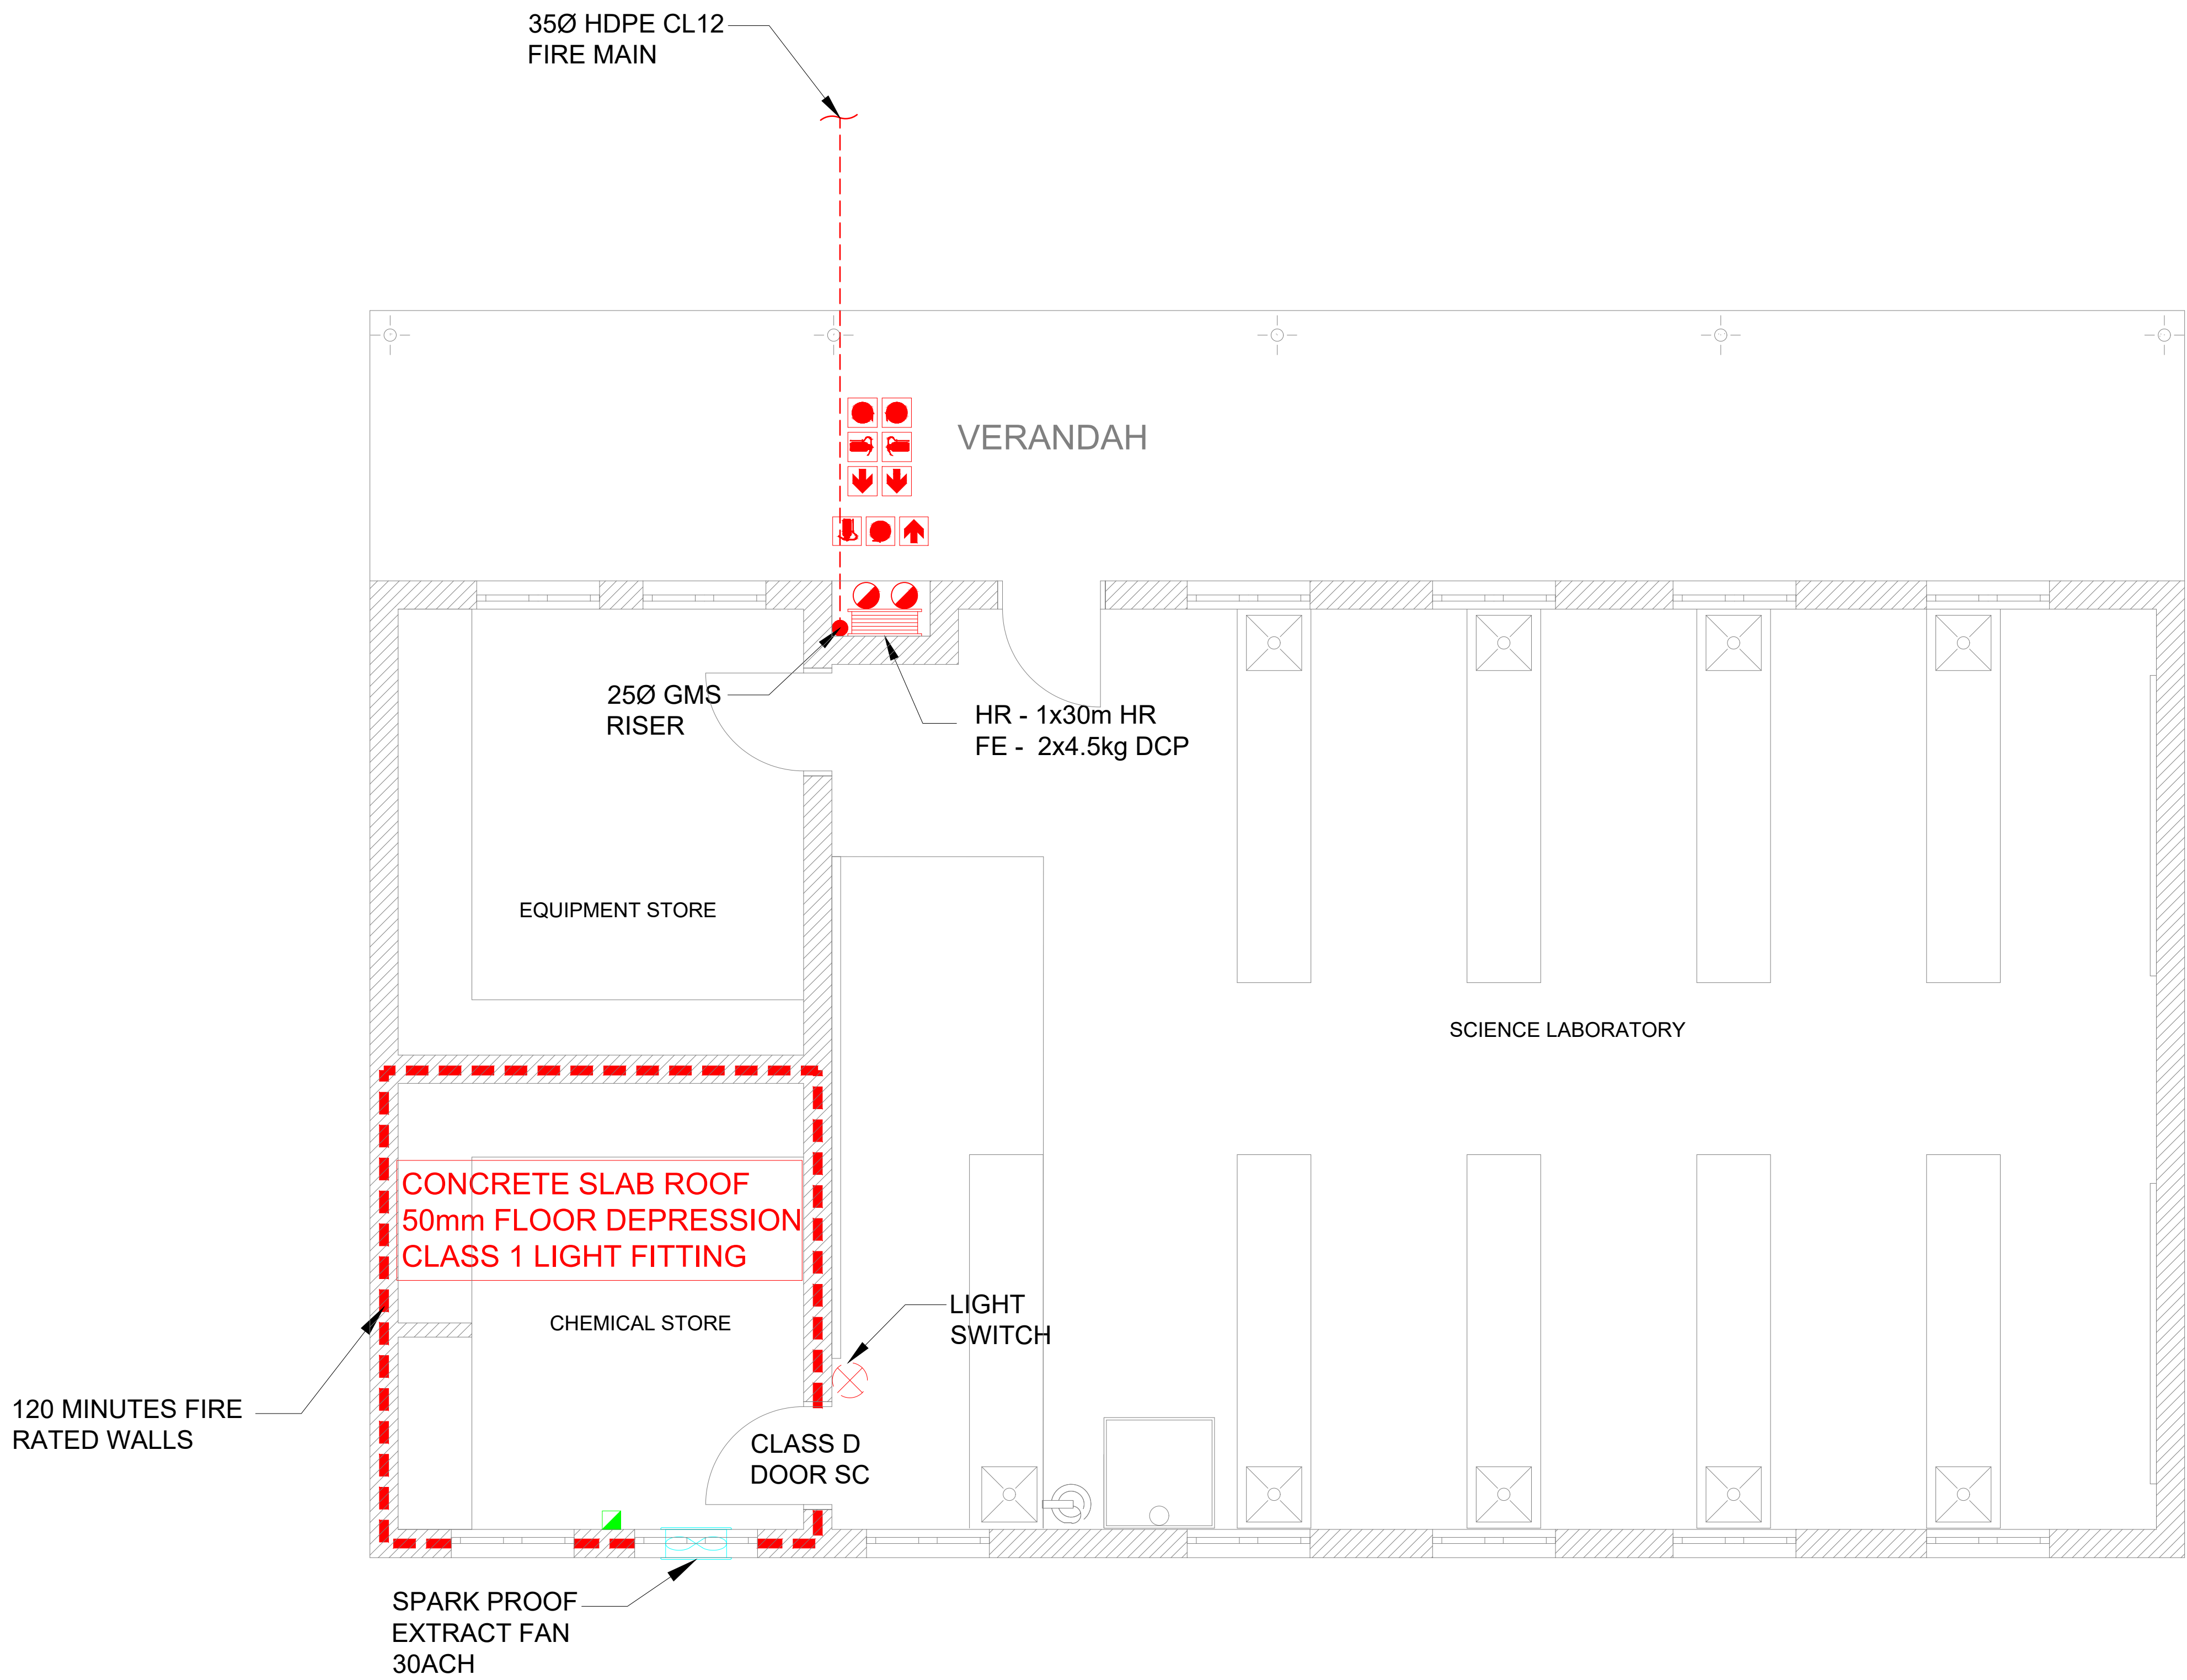 35Ø HDPE CL12
FIRE MAIN
VERANDAH
25Ø GMS
RISER
HR - 1x30m HR
FE - 2x4.5kg DCP
EQUIPMENT STORE
SCIENCE LABORATORY
CONCRETE SLAB ROOF
50mm FLOOR DEPRESSION
CLASS 1 LIGHT FITTING
LIGHT
SWITCH
CHEMICAL STORE
120 MINUTES FIRE
RATED WALLS
CLASS D
DOOR SC
SPARK PROOF
EXTRACT FAN
30ACH